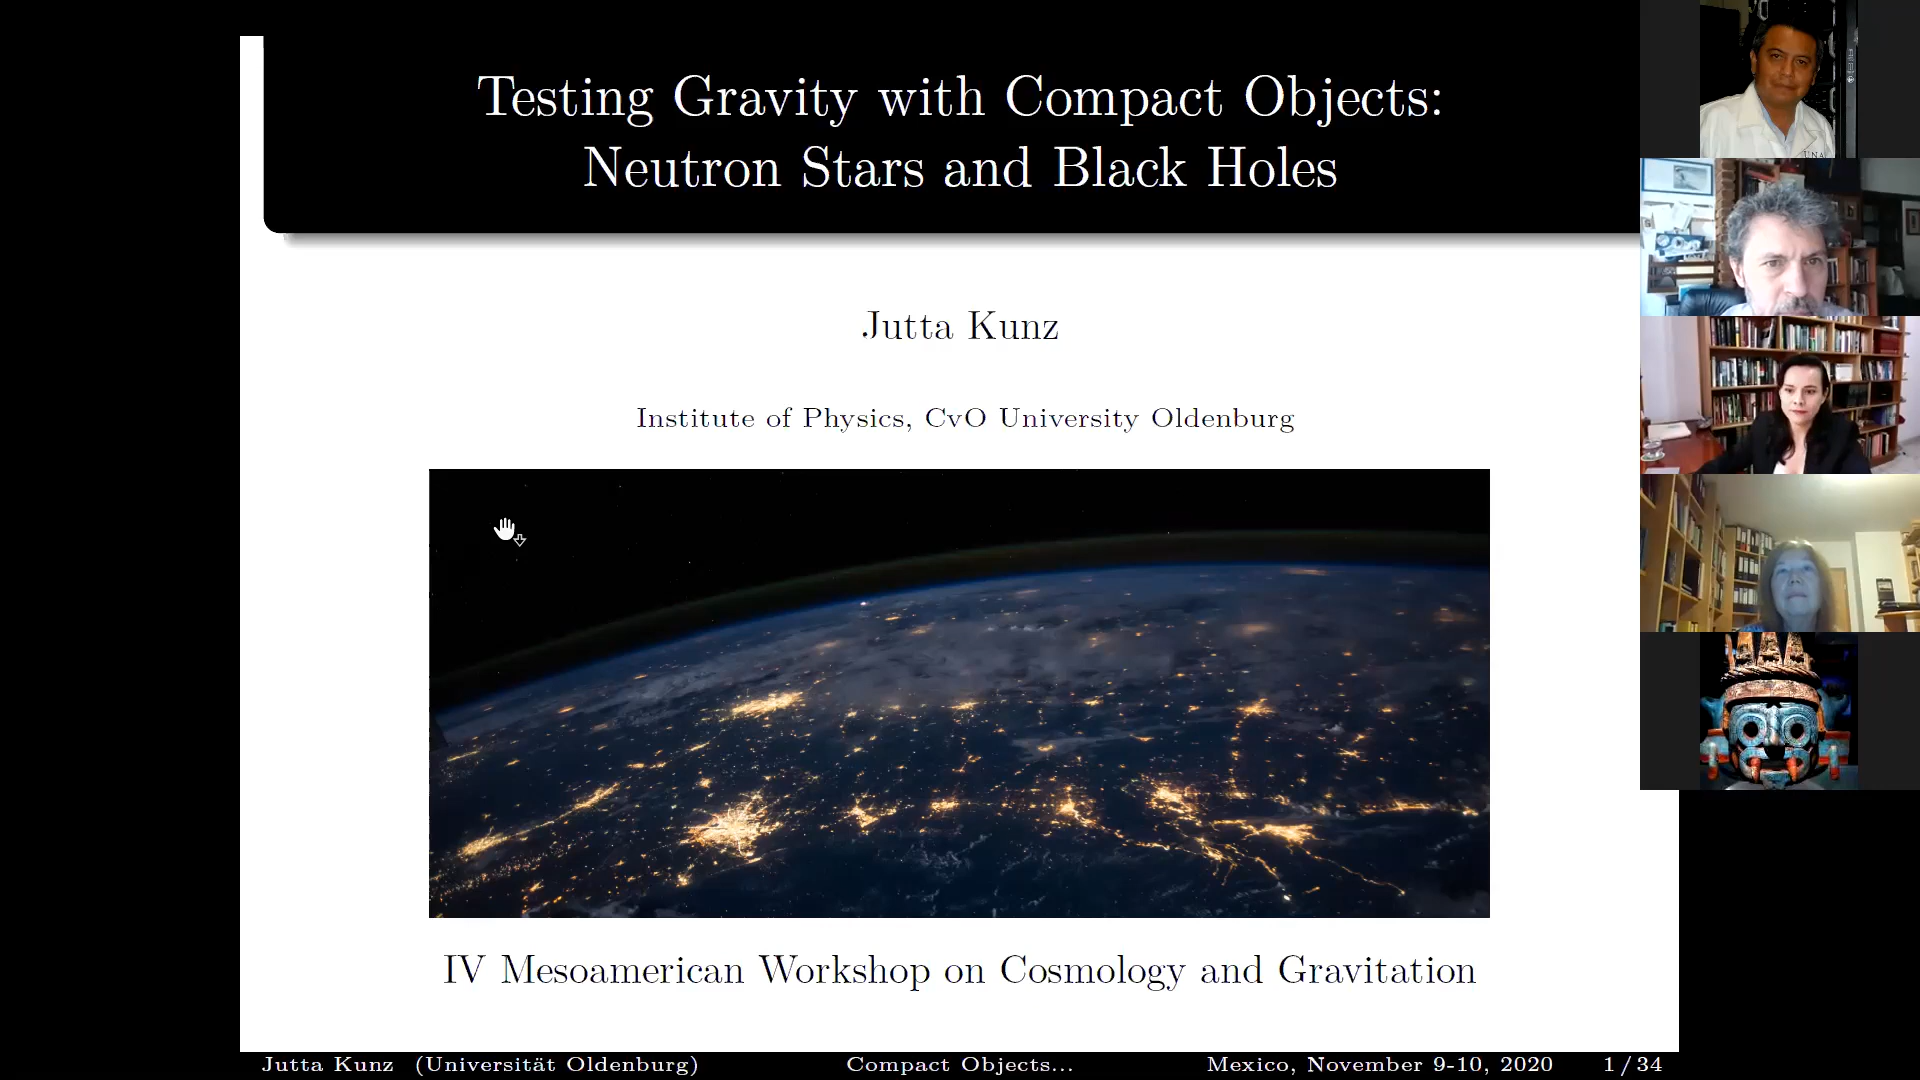 Testing Gravity with Compact Objects:
Neutron Stars and Black Holes
Jutta Kunz
Institute of Physics, CvO University Oldenburg
IV Mesoamerican Workshop on Cosmology and Gravitation
Jutta Kunz (Universität Oldenburg)
Compact Objects...
Mexico, November 9-10, 2020
1 / 34